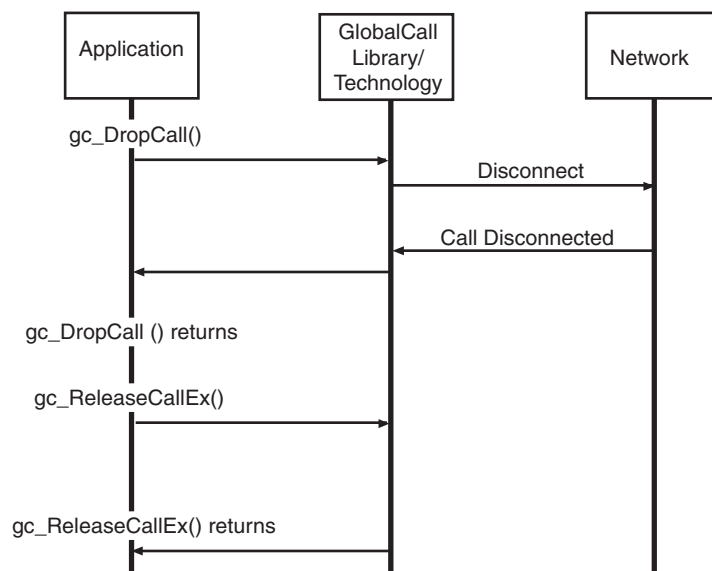 Application
GlobalCall
Library/
Technology
Network
gc_DropCall()
Disconnect
Call Disconnected
gc_DropCall () returns
gc_ReleaseCallEx()
gc_ReleaseCallEx() returns